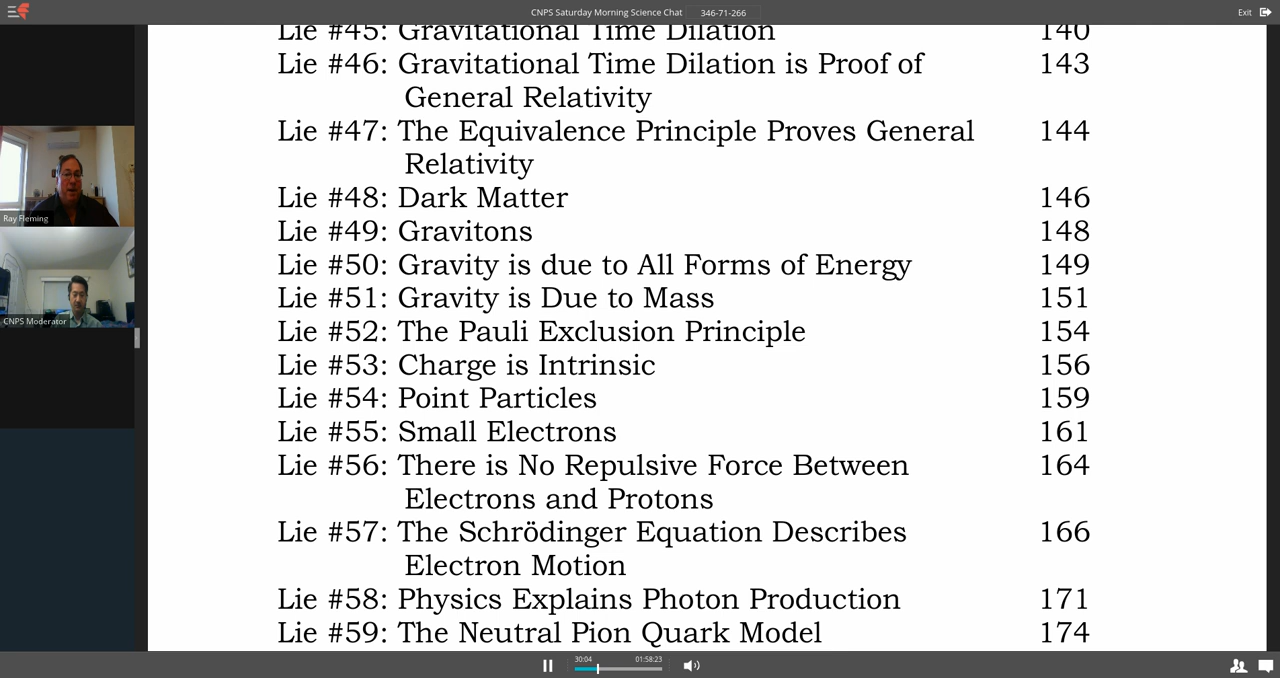 CNPS Saturday Morning Science Chat 346-71-266 Exit
Lie #45: Gravitational Time Dilation 140
Lie #46: Gravitational Time Dilation is Proof of 143
General Relativity
Lie #47: The Equivalence Principle Proves General 144
Relativity
Lie #48: Dark Matter 146
Lie #49: Gravitons 148
Lie #50: Gravity is due to All Forms of Energy 149
Lie #51: Gravity is Due to Mass 151
Lie #52: The Pauli Exclusion Principle 154
Lie #53: Charge is Intrinsic 156
Lie #54: Point Particles 159
Lie #55: Small Electrons 161
Lie #56: There is No Repulsive Force Between 164
Electrons and Protons
Lie #57: The Schrödinger Equation Describes 166
Electron Motion
Lie #58: Physics Explains Photon Production 171
Lie #59: The Neutral Pion Quark Model 174
Ray Fleming
CNPS Moderator
30:04 01:58:23